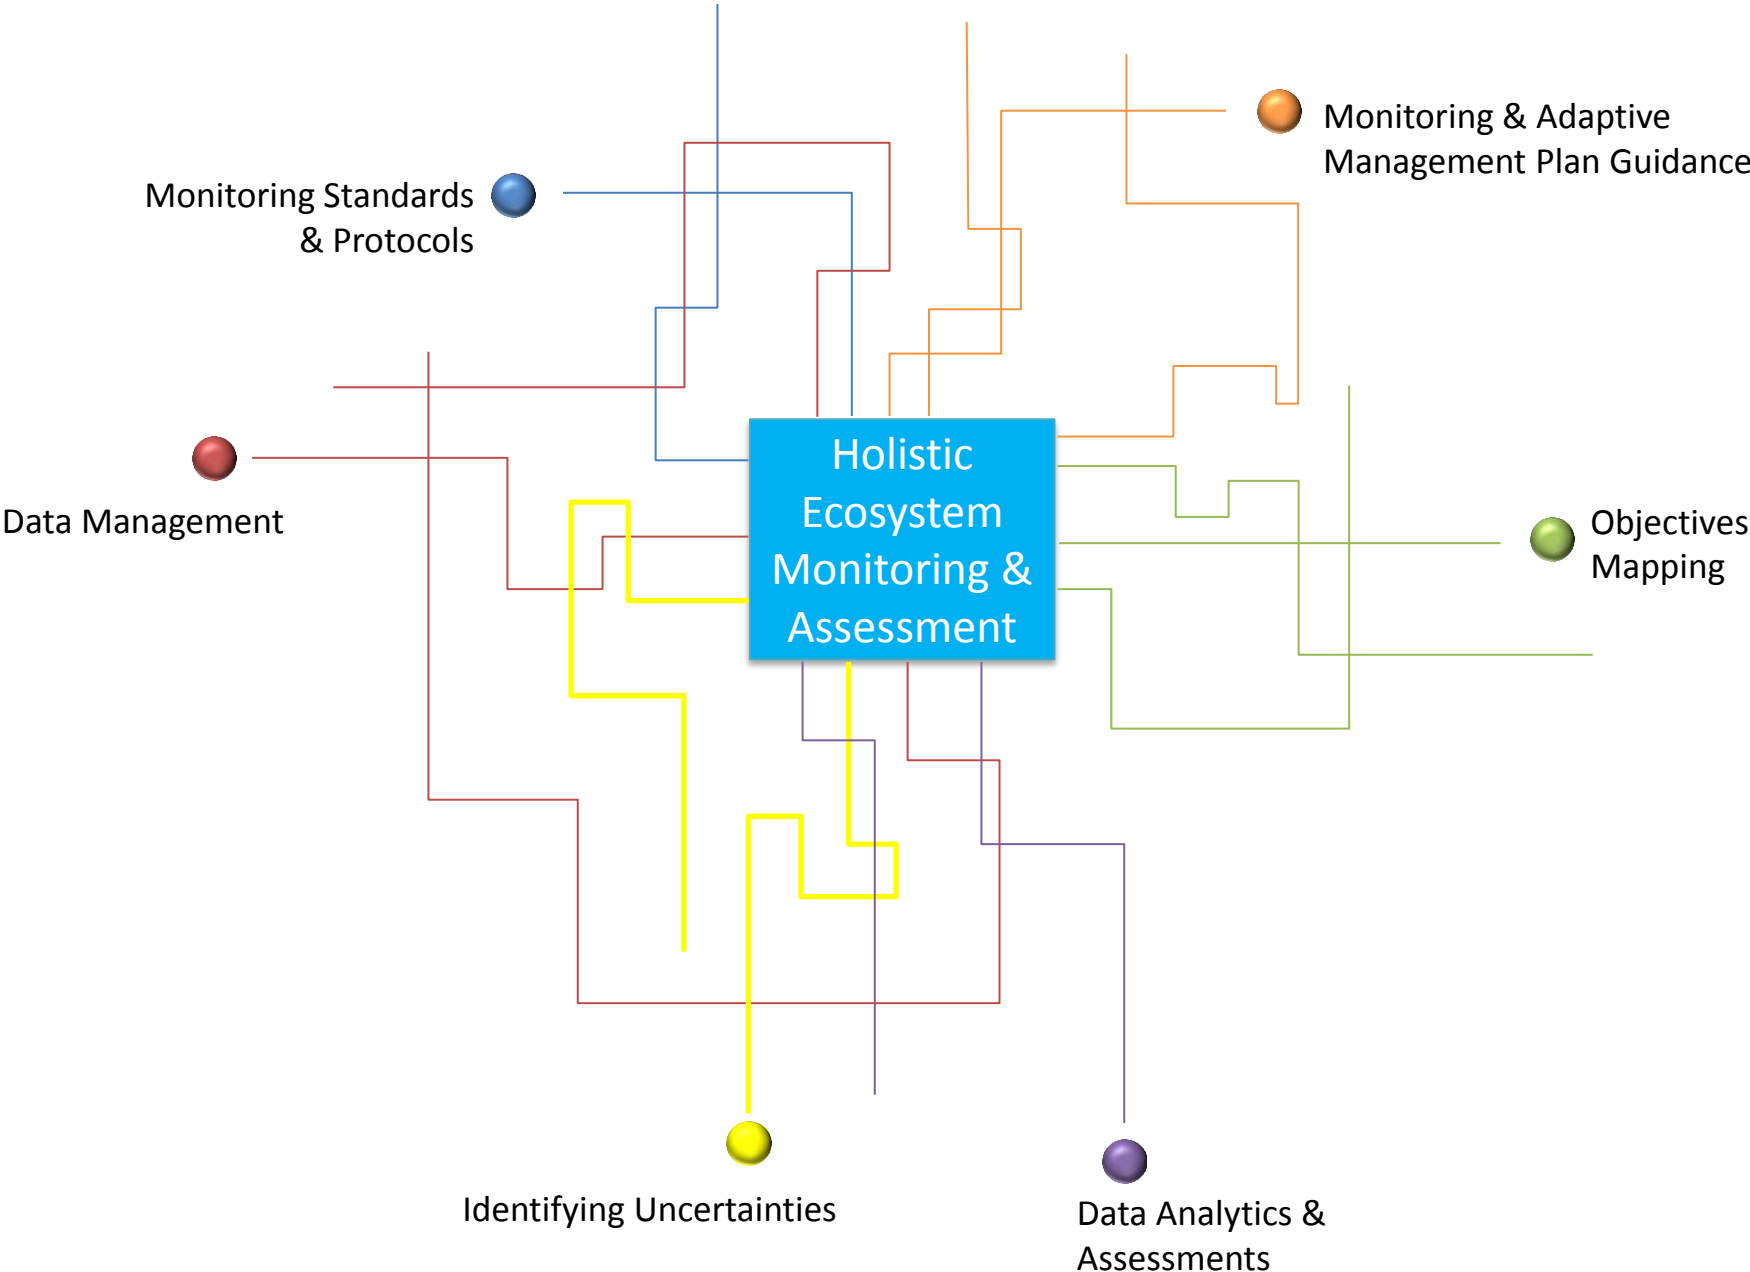 Monitoring & Adaptive
Management Plan Guidance
Monitoring Standards
& Protocols
Holistic
Ecosystem
Monitoring &
Assessment
Data Management
Objectives
Mapping
Identifying Uncertainties
Data Analytics &
Assessments